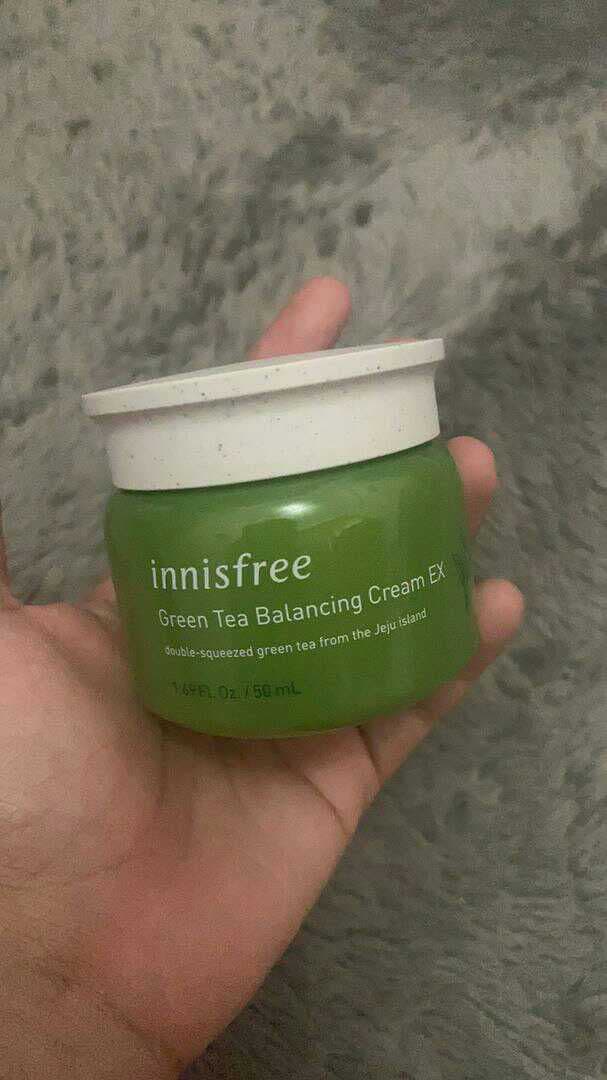 innisfree
Green Tea Balancing Cream EX
double-squeezed green tea from the Jeju island
1.69 FL.Oz. / 50 mL